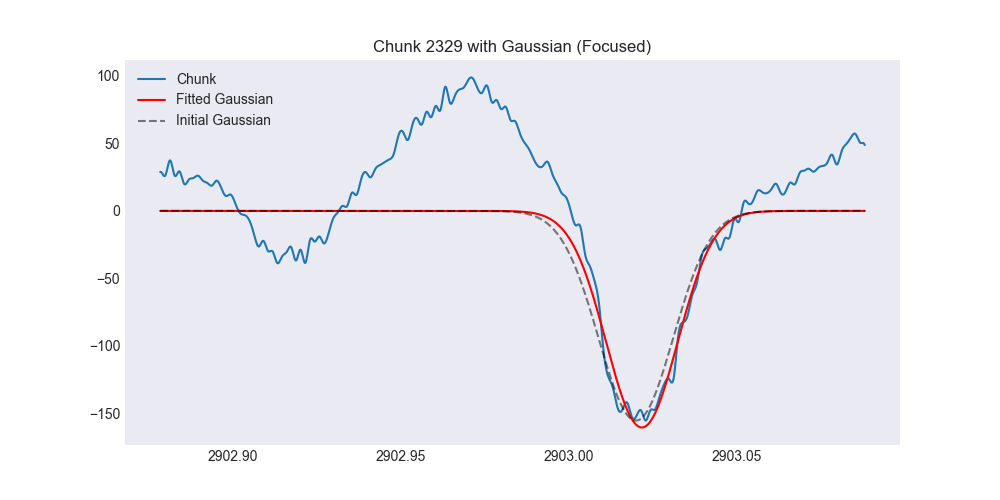 Chunk 2329 with Gaussian (Focused)
Chunk
Fitted Gaussian
Initial Gaussian
100
50
0
−50
−100
−150
2902.90 2902.95 2903.00 2903.05